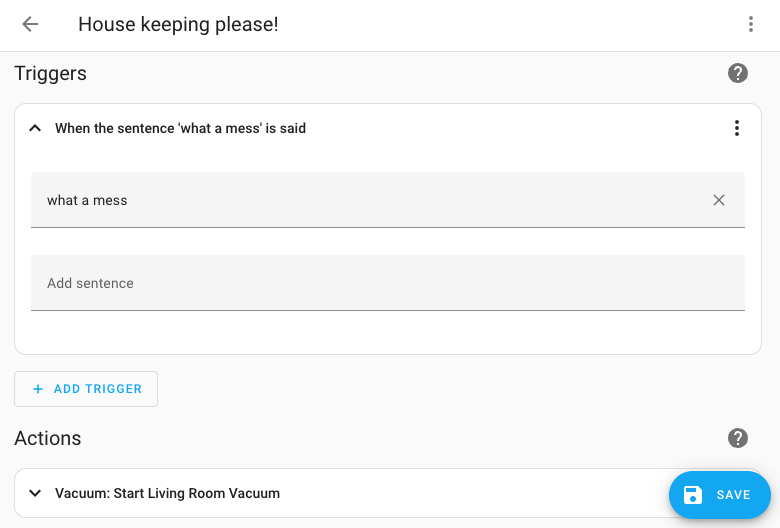 House keeping please!
Triggers
When the sentence 'what a mess' is said
what a mess
Add sentence
ADD TRIGGER
Actions
Vacuum: Start Living Room Vacuum
SAVE